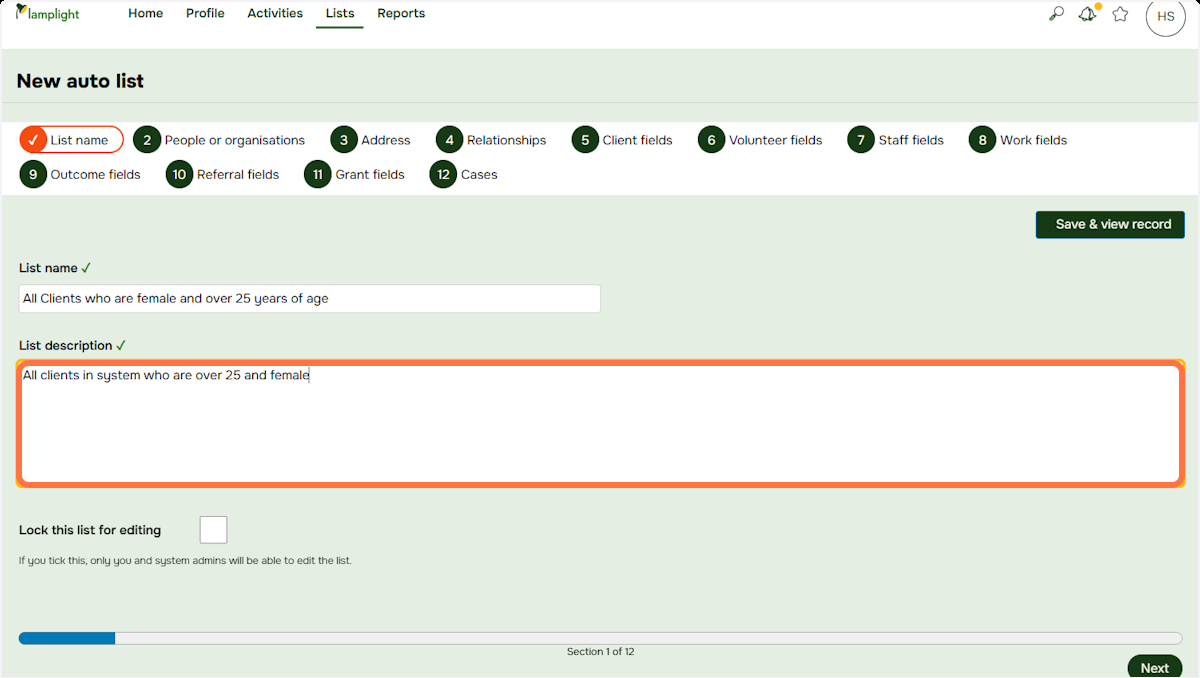 lamplight Home Profile Activities Lists Reports HS
New auto list
✓ List name 2 People or organisations 3 Address 4 Relationships 5 Client fields 6 Volunteer fields 7 Staff fields 8 Work fields
9 Outcome fields 10 Referral fields 11 Grant fields 12 Cases
Save & view record
List name ✓
All Clients who are female and over 25 years of age
List description ✓
All clients in system who are over 25 and female
Lock this list for editing
If you tick this, only you and system admins will be able to edit the list.
Section 1 of 12
Next